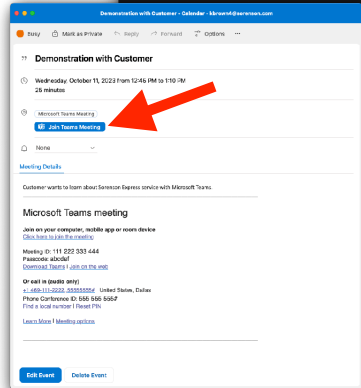 Demonstration with Customer - Calendar - kbrown4@sorenson.com
Busy Mark as Private Reply Forward Options ...
Demonstration with Customer
Wednesday, October 11, 2023 from 12:45 PM to 1:10 PM
25 minutes
Microsoft Teams Meeting
Join Teams Meeting
None
Meeting Details
Customer wants to learn about Sorenson Express service with Microsoft Teams.
Microsoft Teams meeting
Join on your computer, mobile app or room device
Click here to join the meeting
Meeting ID: 111 222 333 444
Passcode: abcdef
Download Teams | Join on the web
Or call in (audio only)
+1 469-111-2222, 55555555# United States, Dallas
Phone Conference ID: 555 555 555#
Find a local number | Reset PIN
Learn More | Meeting options
Edit Event Delete Event